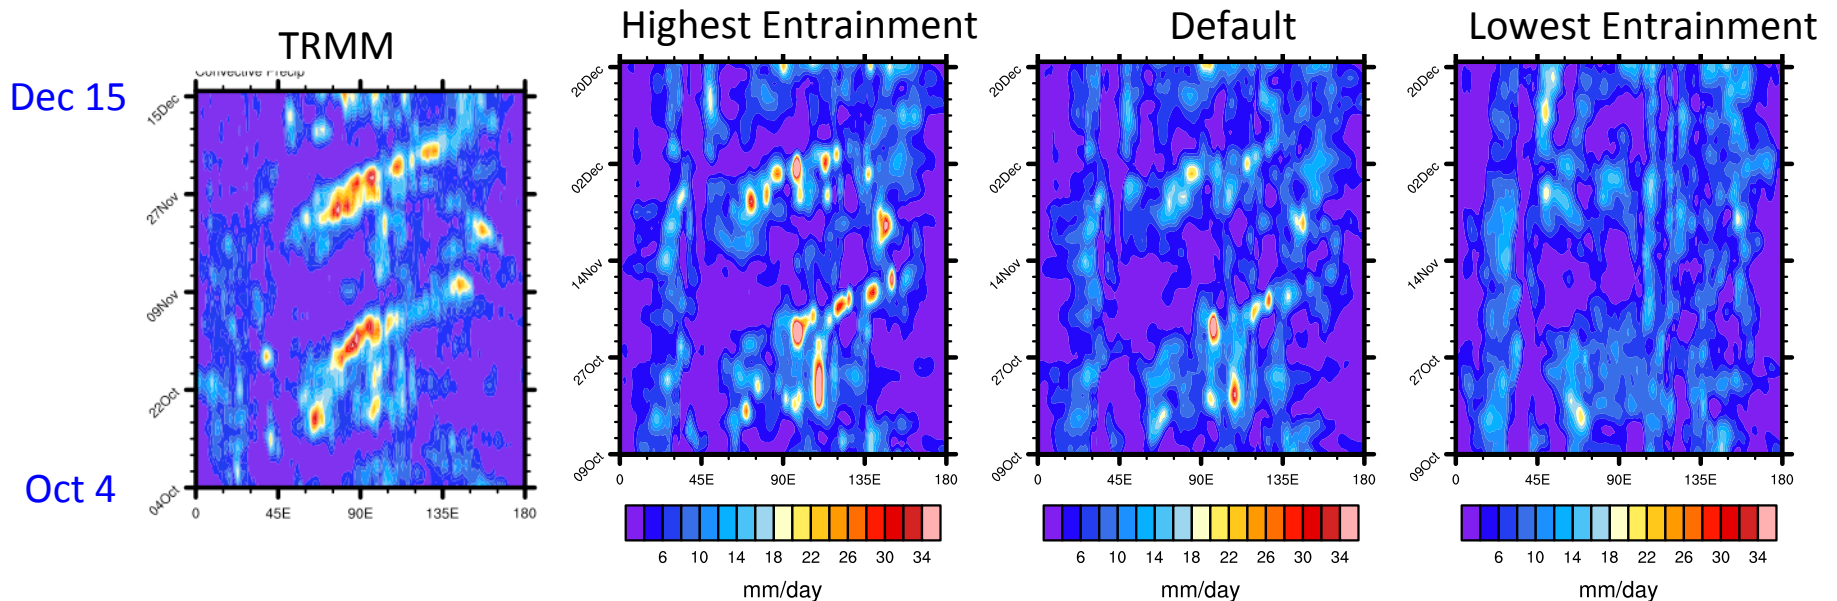 TRMM
Highest Entrainment
Default
Lowest Entrainment
Convective Precip
Dec 15
Oct 4
15Dec
27Nov
09Nov
22Oct
04Oct
0 45E 90E 135E 180
20Dec
02Dec
14Nov
27Oct
09Oct
0 45E 90E 135E 180
6 10 14 18 22 26 30 34
mm/day
20Dec
02Dec
14Nov
27Oct
09Oct
0 45E 90E 135E 180
6 10 14 18 22 26 30 34
mm/day
20Dec
02Dec
14Nov
27Oct
09Oct
0 45E 90E 135E 180
6 10 14 18 22 26 30 34
mm/day